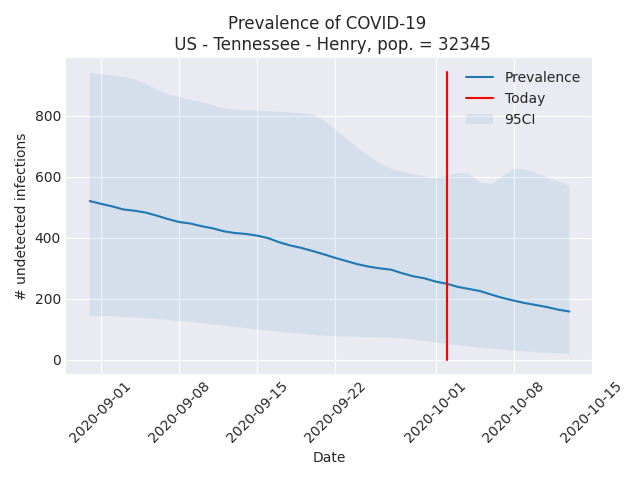 Prevalence of COVID-19
US - Tennessee - Henry, pop. = 32345
Prevalence
Today
95CI
800
600
400
200
0
# undetected infections
2020-09-01
2020-09-08
2020-09-15
2020-09-22
2020-10-01
2020-10-08
2020-10-15
Date